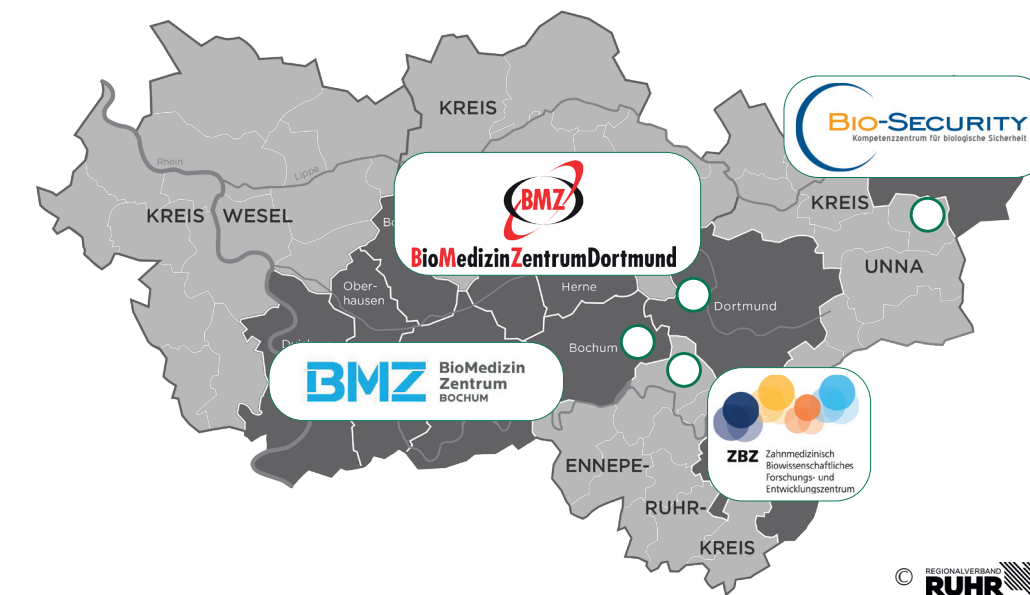 KREIS
BIO-SECURITY
Kompetenzzentrum für biologische Sicherheit
Rhein
Lippe
BMZ
BioMedizinZentrumDortmund
KREIS WESEL
KREIS
UNNA
Ober-
hausen
Herne
Dortmund
Bochum
BMZ
BioMedizin
Zentrum
BOCHUM
ZBZ
Zahnmedizinisch
Biowissenschaftliches
Forschungs- und
Entwicklungszentrum
ENNEPE-
RUHR-
KREIS
© REGIONALVERBAND
RUHR